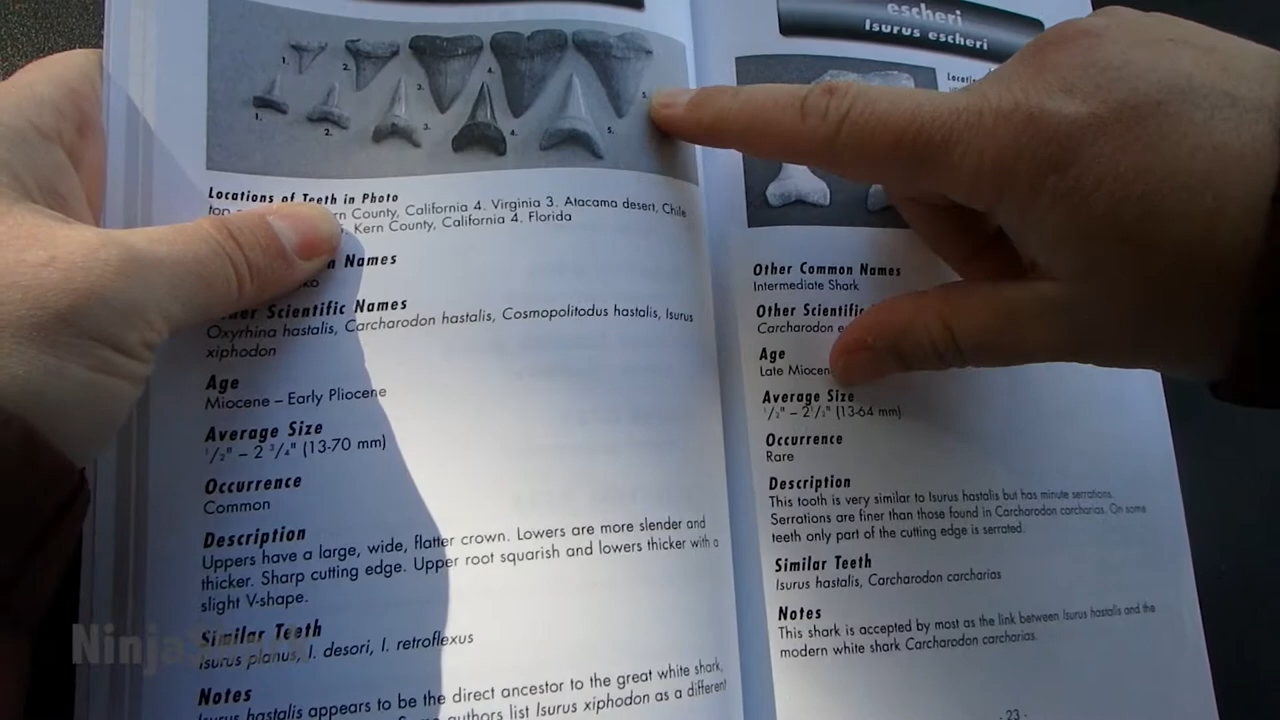 1.
2.
3.
4.
5.
1.
2.
3.
4.
5.
Locations of Teeth in Photo
top County, California 4. Virginia 3. Atacama desert, Chile
Kern County, California 4. Florida
Names
Scientific Names
Oxyrhina hastalis, Carcharodon hastalis, Cosmopolitodus hastalis, Isurus
xiphodon
Age
Miocene – Early Pliocene
Average Size
1/2" – 2 3/4" (13-70 mm)
Occurrence
Common
Description
Uppers have a large, wide, flatter crown. Lowers are more slender and
thicker. Sharp cutting edge. Upper root squarish and lowers thicker with a
slight V-shape.
Similar Teeth
Isurus planus, I. desori, I. retroflexus
Notes
Isurus hastalis appears to be the direct ancestor to the great white shark,
authors list Isurus xiphodon as a different
escheri
Isurus escheri
Other Common Names
Intermediate Shark
Other Scientific
Carcharodon
Age
Late
Average Size
1/2" – 2 1/2" (13-64 mm)
Occurrence
Rare
Description
This tooth is very similar to Isurus hastalis but has minute serrations.
Serrations are finer than those found in Carcharodon carcharias. On some
teeth only part of the cutting edge is serrated.
Similar Teeth
Isurus hastalis, Carcharodon carcharias
Notes
This shark is accepted by most as the link between Isurus hastalis and the
modern white shark Carcharodon carcharias.
- 23 -